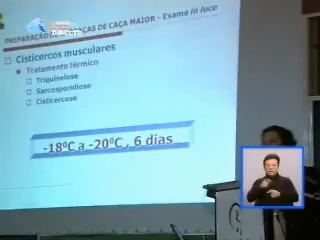 PREPARAÇÃO DE CARCAÇAS DE CAÇA MAIOR - Exame in loco
Cisticercos musculares
Tratamento térmico
Triquinelose
Sarcosporidiose
Cisticercose
-18ºC a -20ºC , 6 dias